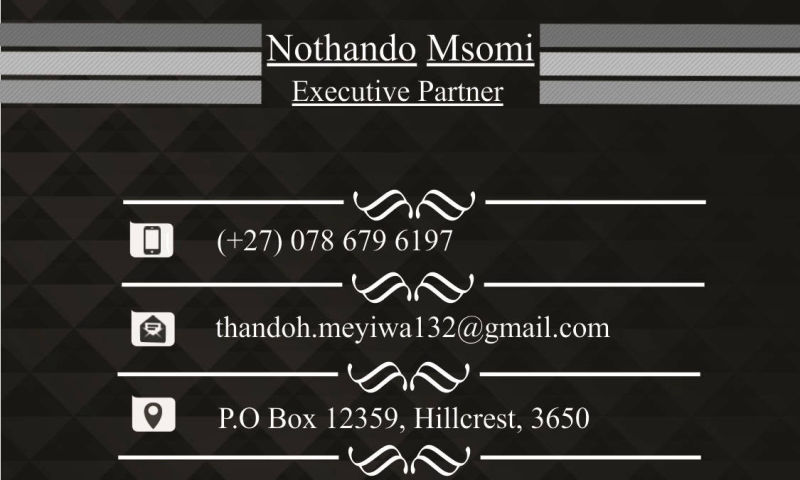 Nothando Msomi
Executive Partner
(+27) 078 679 6197
thandoh.meyiwa132@gmail.com
P.O Box 12359, Hillcrest, 3650